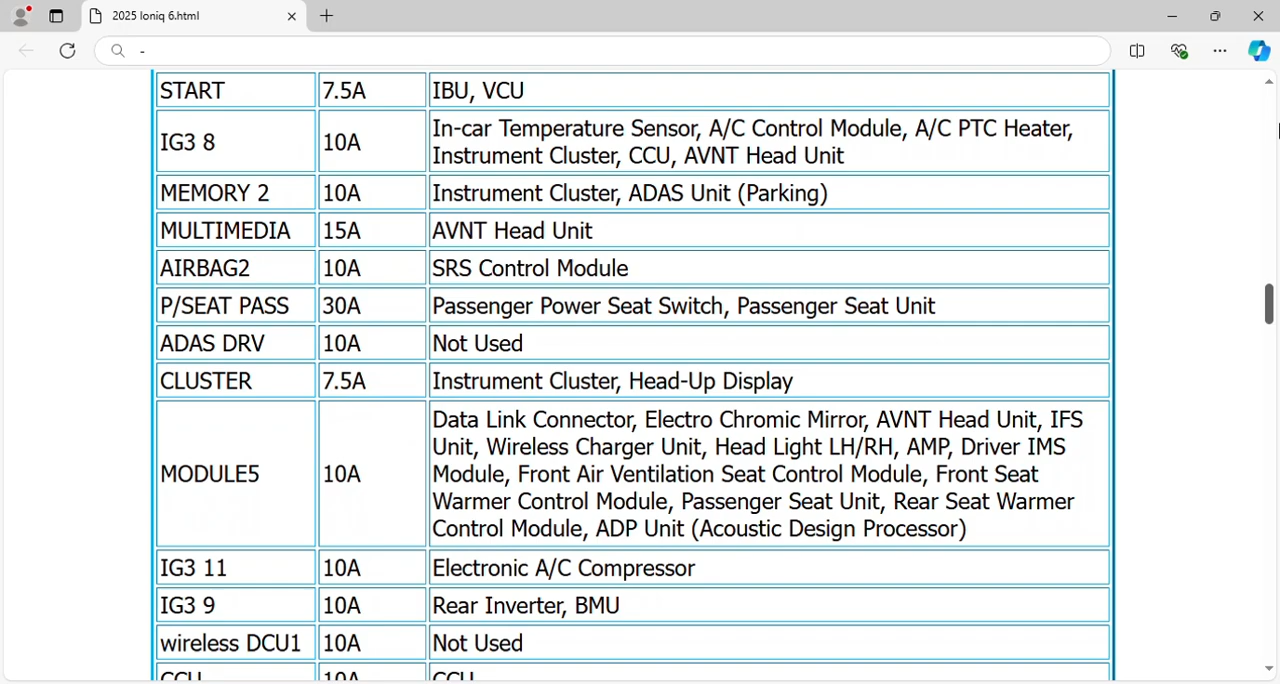 2025 Ioniq 6.html
-
START 7.5A IBU, VCU
IG3 8 10A In-car Temperature Sensor, A/C Control Module, A/C PTC Heater,
Instrument Cluster, CCU, AVNT Head Unit
MEMORY 2 10A Instrument Cluster, ADAS Unit (Parking)
MULTIMEDIA 15A AVNT Head Unit
AIRBAG2 10A SRS Control Module
P/SEAT PASS 30A Passenger Power Seat Switch, Passenger Seat Unit
ADAS DRV 10A Not Used
CLUSTER 7.5A Instrument Cluster, Head-Up Display
MODULE5 10A Data Link Connector, Electro Chromic Mirror, AVNT Head Unit, IFS
Unit, Wireless Charger Unit, Head Light LH/RH, AMP, Driver IMS
Module, Front Air Ventilation Seat Control Module, Front Seat
Warmer Control Module, Passenger Seat Unit, Rear Seat Warmer
Control Module, ADP Unit (Acoustic Design Processor)
IG3 11 10A Electronic A/C Compressor
IG3 9 10A Rear Inverter, BMU
wireless DCU1 10A Not Used
CCU 10A CCU